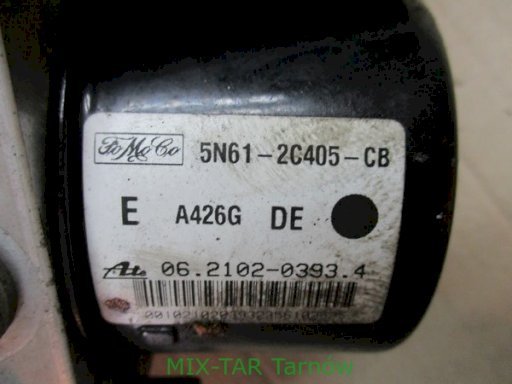 FoMoCo 5N61-2C405-CB
E A426G DE
Ate 06.2102-0393.4
MIX-TAR Tarnów